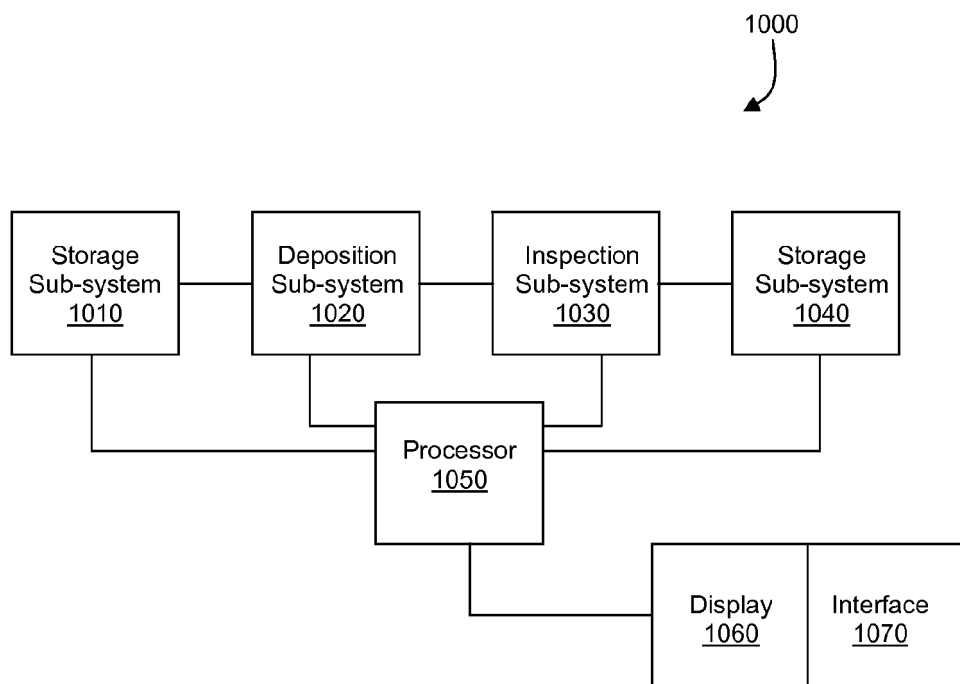 1000
Storage
Sub-system
1010
Deposition
Sub-system
1020
Inspection
Sub-system
1030
Storage
Sub-system
1040
Processor
1050
Display
1060
Interface
1070